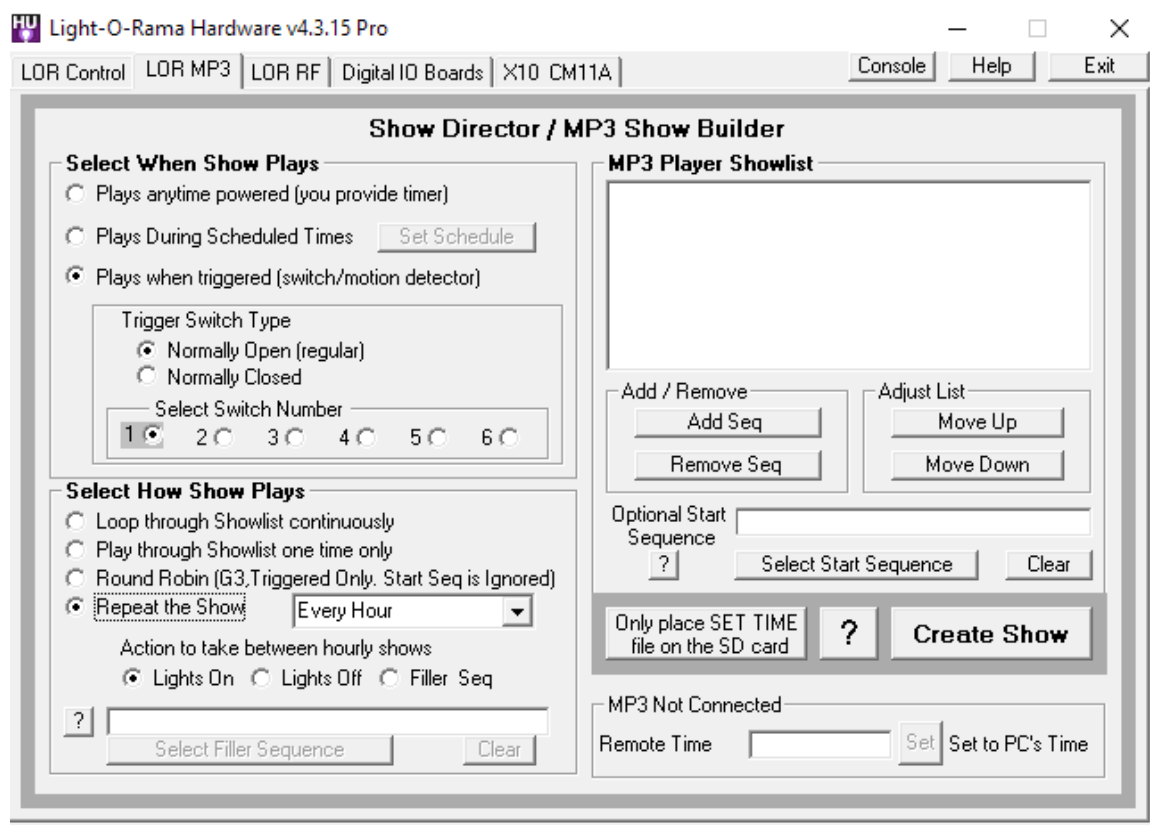 HU Light-O-Rama Hardware v4.3.15 Pro
LOR Control LOR MP3 LOR RF Digital IO Boards X10 CM11A Console Help Exit
Show Director / MP3 Show Builder
Select When Show Plays
Plays anytime powered (you provide timer)
Plays During Scheduled Times Set Schedule
Plays when triggered (switch/motion detector)
Trigger Switch Type
Normally Open (regular)
Normally Closed
Select Switch Number
1 2 3 4 5 6
Select How Show Plays
Loop through Showlist continuously
Play through Showlist one time only
Round Robin (G3,Triggered Only. Start Seq is Ignored)
Repeat the Show Every Hour
Action to take between hourly shows
Lights On Lights Off Filler Seq
?
Select Filler Sequence Clear
MP3 Player Showlist
Add / Remove
Add Seq
Remove Seq
Adjust List
Move Up
Move Down
Optional Start
Sequence
? Select Start Sequence Clear
Only place SET TIME
file on the SD card
? Create Show
MP3 Not Connected
Remote Time Set Set to PC's Time